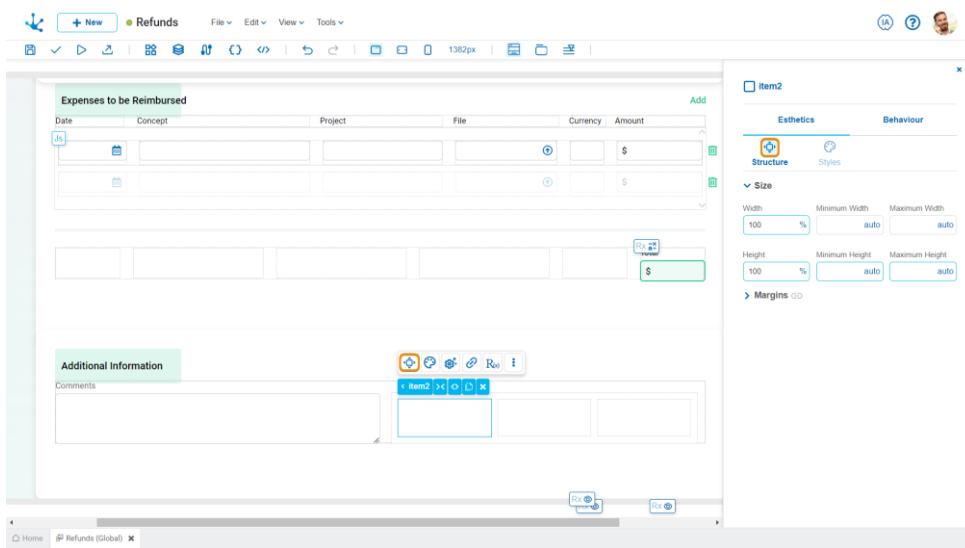 + New
Refunds
File
Edit
View
Tools
IA
?
1382px
Expenses to be Reimbursed
Add
Date
Concept
Project
File
Currency
Amount
Js
$
$
Rx
$
Additional Information
R(x)
Comments
item2
Rx
Rx
Home
Refunds (Global)
item2
Esthetics
Behaviour
Structure
Styles
Size
Width
Minimum Width
Maximum Width
100 %
auto
auto
Height
Minimum Height
Maximum Height
100 %
auto
auto
Margins